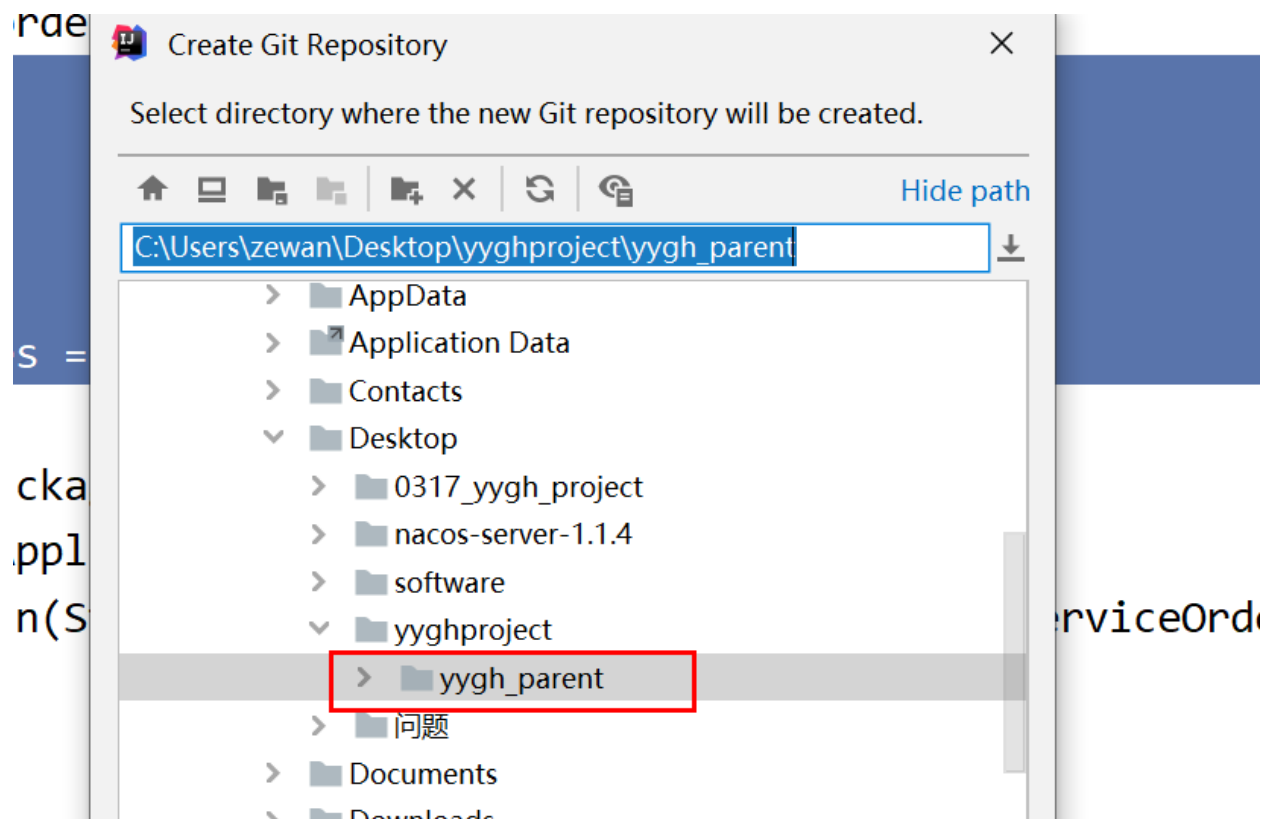 orde
Create Git Repository
Select directory where the new Git repository will be created.
Hide path
C:\Users\zewan\Desktop\yyghproject\yygh_parent
AppData
Application Data
s =
Contacts
Desktop
cka
0317_yygh_project
nacos-server-1.1.4
Appl
software
n(S
erviceOrd
yyghproject
yygh_parent
问题
Documents
Downloads